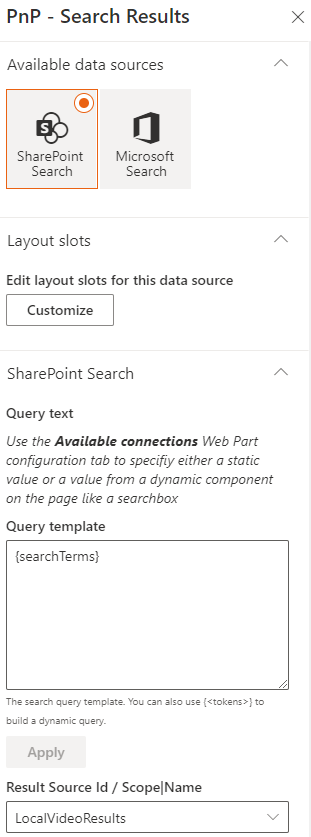 PnP - Search Results
Available data sources
SharePoint
Search
Microsoft
Search
Layout slots
Edit layout slots for this data source
Customize
SharePoint Search
Query text
Use the Available connections Web Part
configuration tab to specifiy either a static
value or a value from a dynamic component
on the page like a searchbox
Query template
{searchTerms}
The search query template. You can also use {<tokens>} to
build a dynamic query.
Apply
Result Source Id / Scope|Name
LocalVideoResults